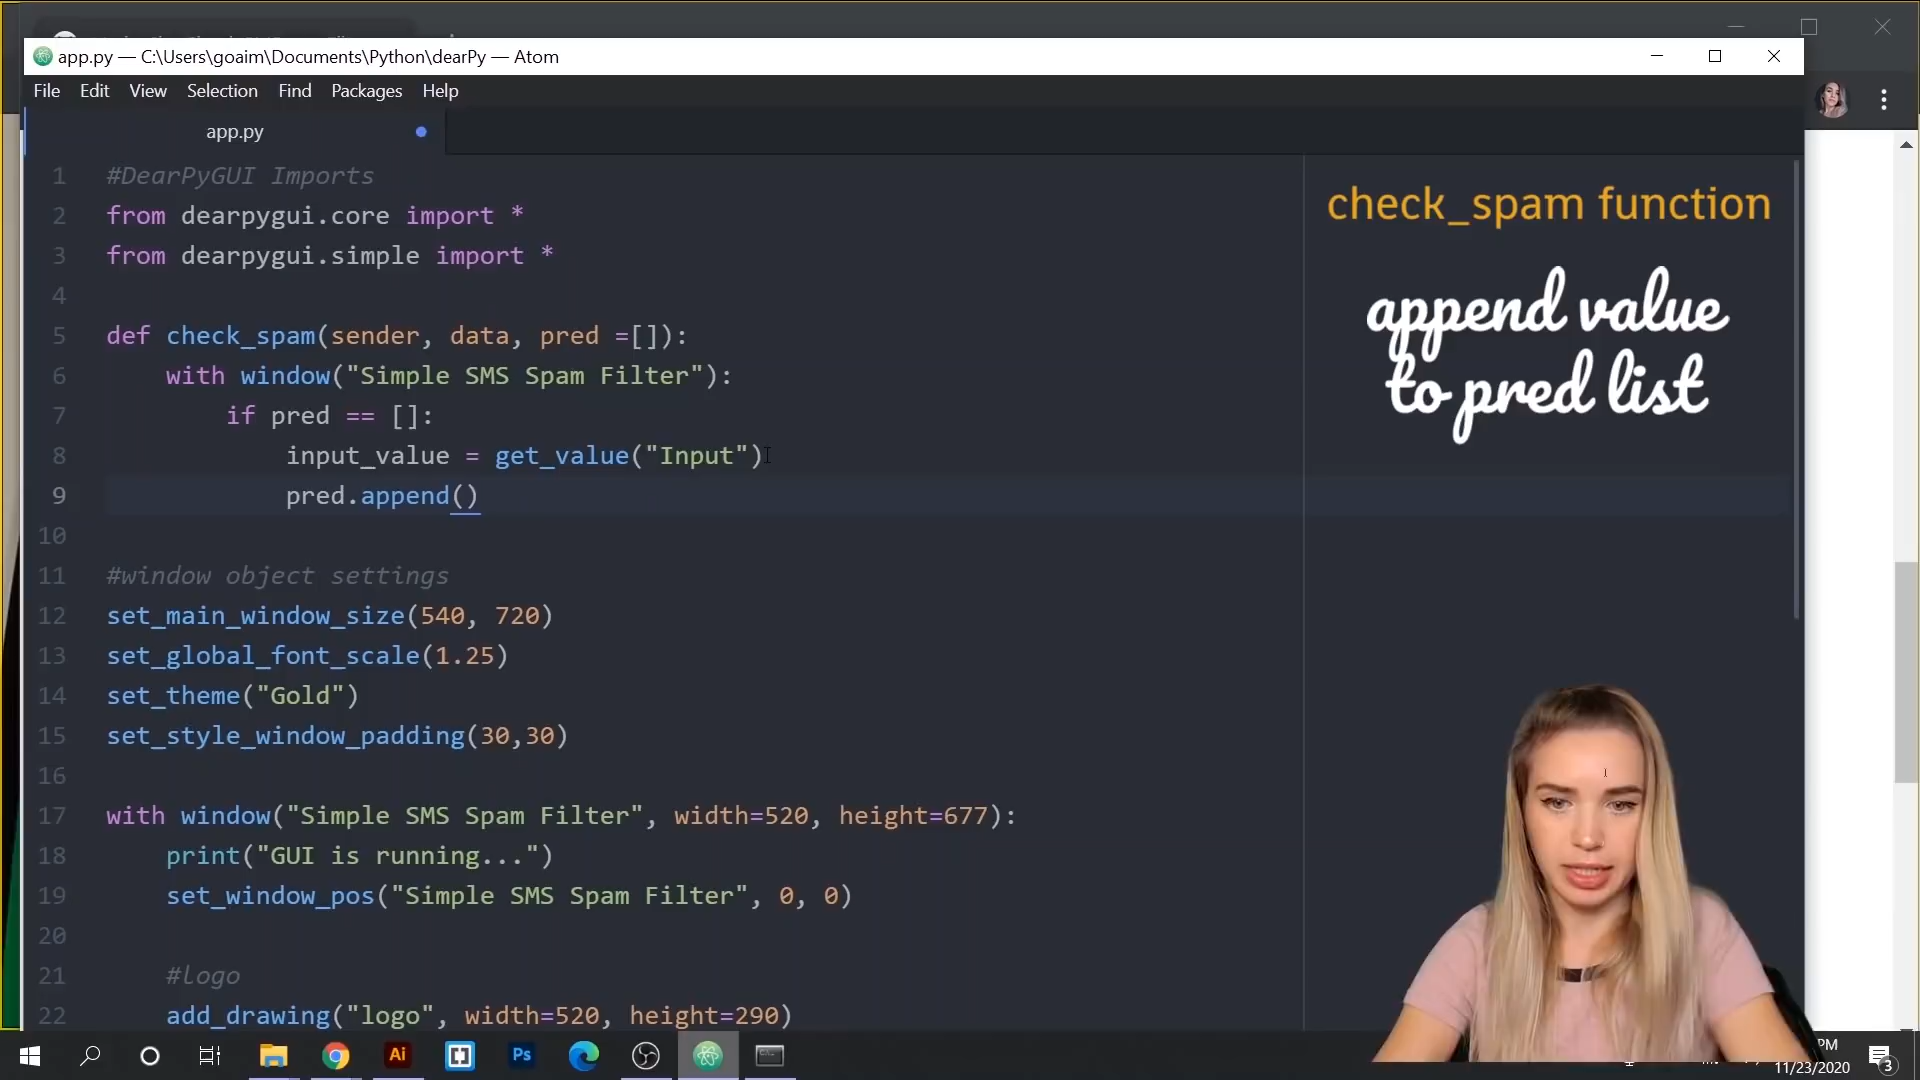 app.py — C:\Users\goaim\Documents\Python\dearPy — Atom
File Edit View Selection Find Packages Help
app.py
1 #DearPyGUI Imports
2 from dearpygui.core import *
3 from dearpygui.simple import *
4
5 def check_spam(sender, data, pred =[]):
6 with window("Simple SMS Spam Filter"):
7 if pred == []:
8 input_value = get_value("Input")
9 pred.append()
10
11 #window object settings
12 set_main_window_size(540, 720)
13 set_global_font_scale(1.25)
14 set_theme("Gold")
15 set_style_window_padding(30,30)
16
17 with window("Simple SMS Spam Filter", width=520, height=677):
18 print("GUI is running...")
19 set_window_pos("Simple SMS Spam Filter", 0, 0)
20
21 #logo
22 add_drawing("logo", width=520, height=290)
check_spam function
append value
to pred list
Ai
Ps
PM
11/23/2020
3